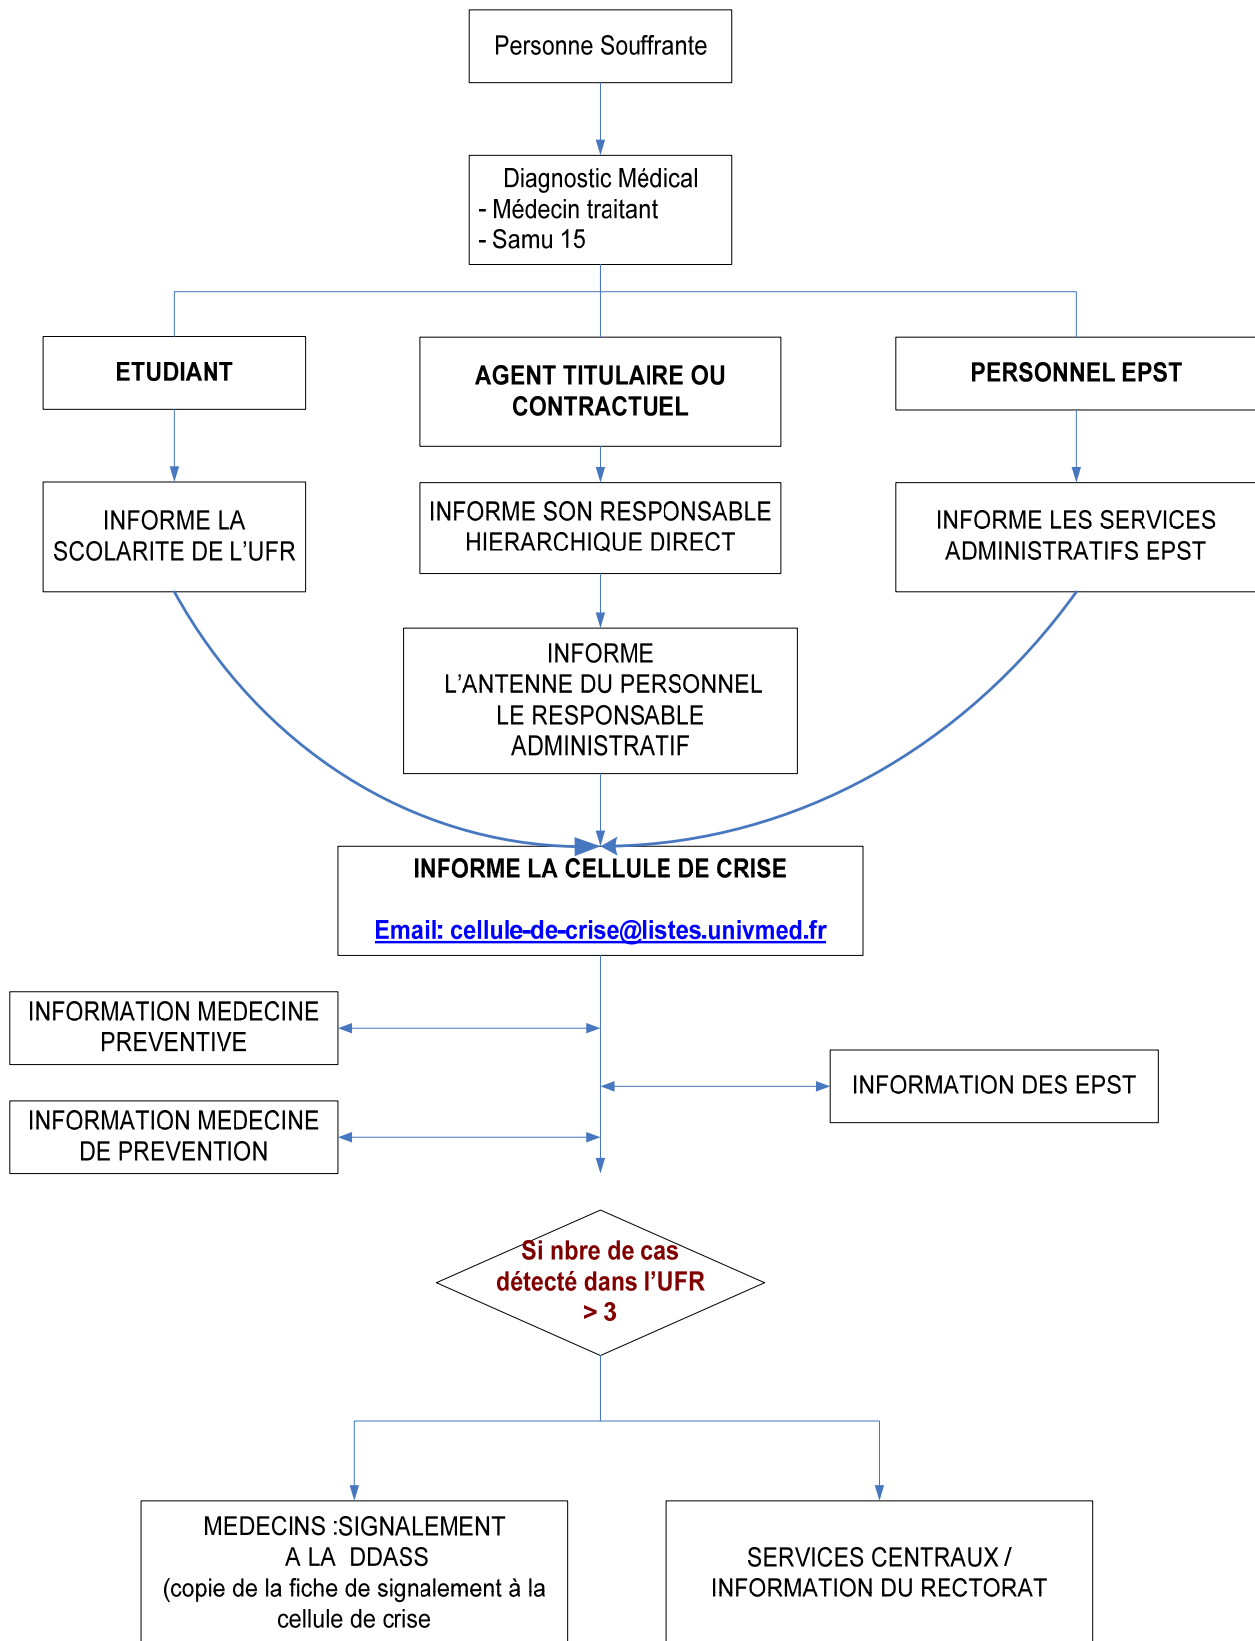 Personne Souffrante
Diagnostic Médical
- Médecin traitant
- Samu 15
ETUDIANT
AGENT TITULAIRE OU
CONTRACTUEL
PERSONNEL EPST
INFORME LA
SCOLARITE DE L'UFR
INFORME SON RESPONSABLE
HIERARCHIQUE DIRECT
INFORME LES SERVICES
ADMINISTRATIFS EPST
INFORME
L'ANTENNE DU PERSONNEL
LE RESPONSABLE
ADMINISTRATIF
INFORME LA CELLULE DE CRISE
Email: cellule-de-crise@listes.univmed.fr
INFORMATION MEDECINE
PREVENTIVE
INFORMATION DES EPST
INFORMATION MEDECINE
DE PREVENTION
Si nbre de cas
détecté dans l'UFR
> 3
MEDECINS :SIGNALEMENT
A LA DDASS
(copie de la fiche de signalement à la
cellule de crise
SERVICES CENTRAUX /
INFORMATION DU RECTORAT